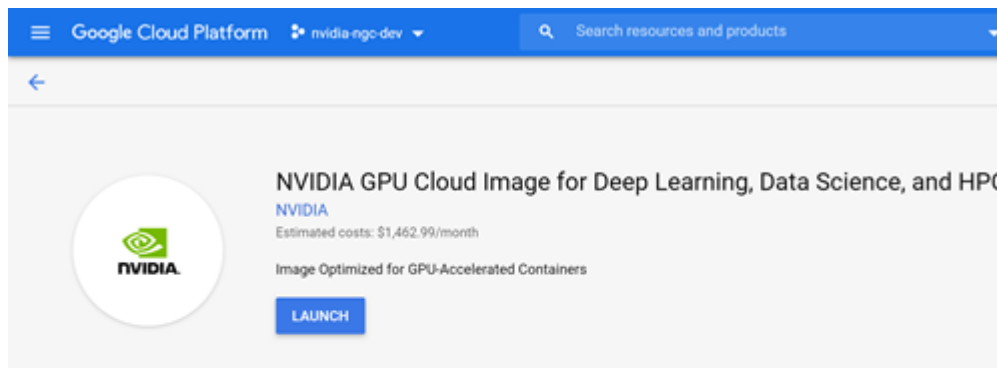 Google Cloud Platform nvidia-ngc-dev Search resources and products
NVIDIA GPU Cloud Image for Deep Learning, Data Science, and HPC
NVIDIA
Estimated costs: $1,462.99/month
nVIDIA.
Image Optimized for GPU-Accelerated Containers
LAUNCH